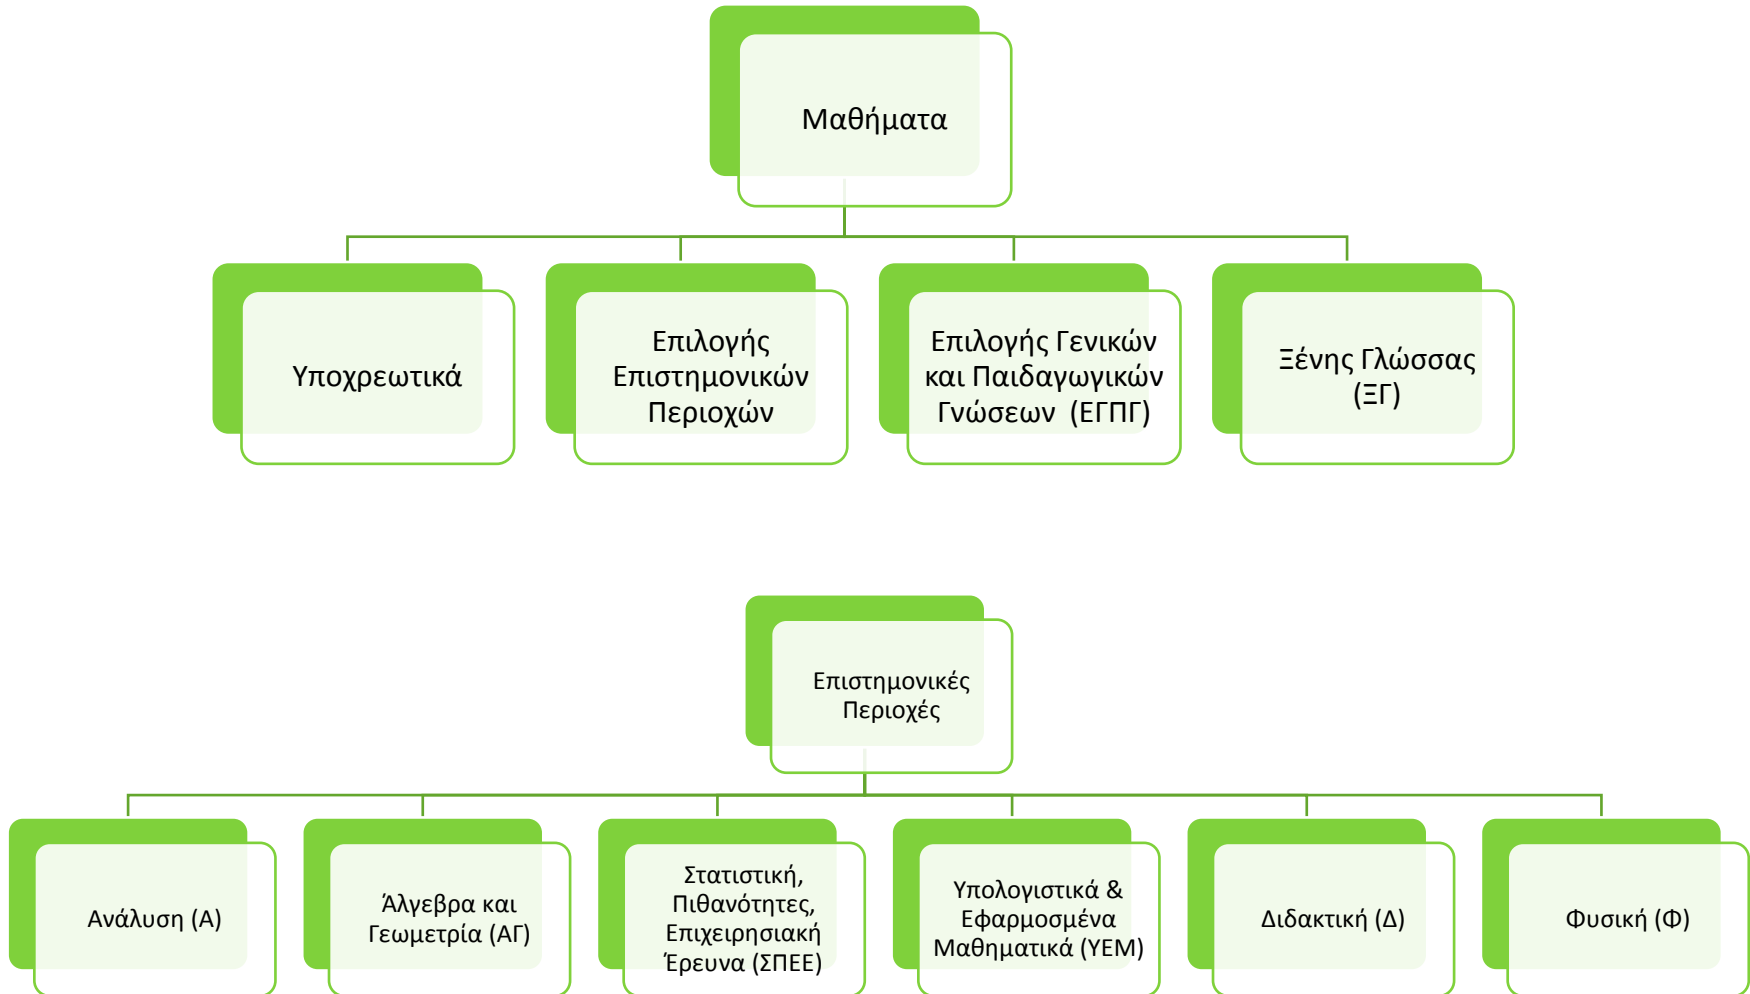 Μαθήματα
Υποχρεωτικά
Επιλογής
Επιστημονικών
Περιοχών
Επιλογής Γενικών
και Παιδαγωγικών
Γνώσεων (ΕΓΠΓ)
Ξένης Γλώσσας
(ΞΓ)
Επιστημονικές
Περιοχές
Ανάλυση (Α)
Άλγεβρα και
Γεωμετρία (ΑΓ)
Στατιστική,
Πιθανότητες,
Επιχειρησιακή
Έρευνα (ΣΠΕΕ)
Υπολογιστικά &
Εφαρμοσμένα
Μαθηματικά (ΥΕΜ)
Διδακτική (Δ)
Φυσική (Φ)